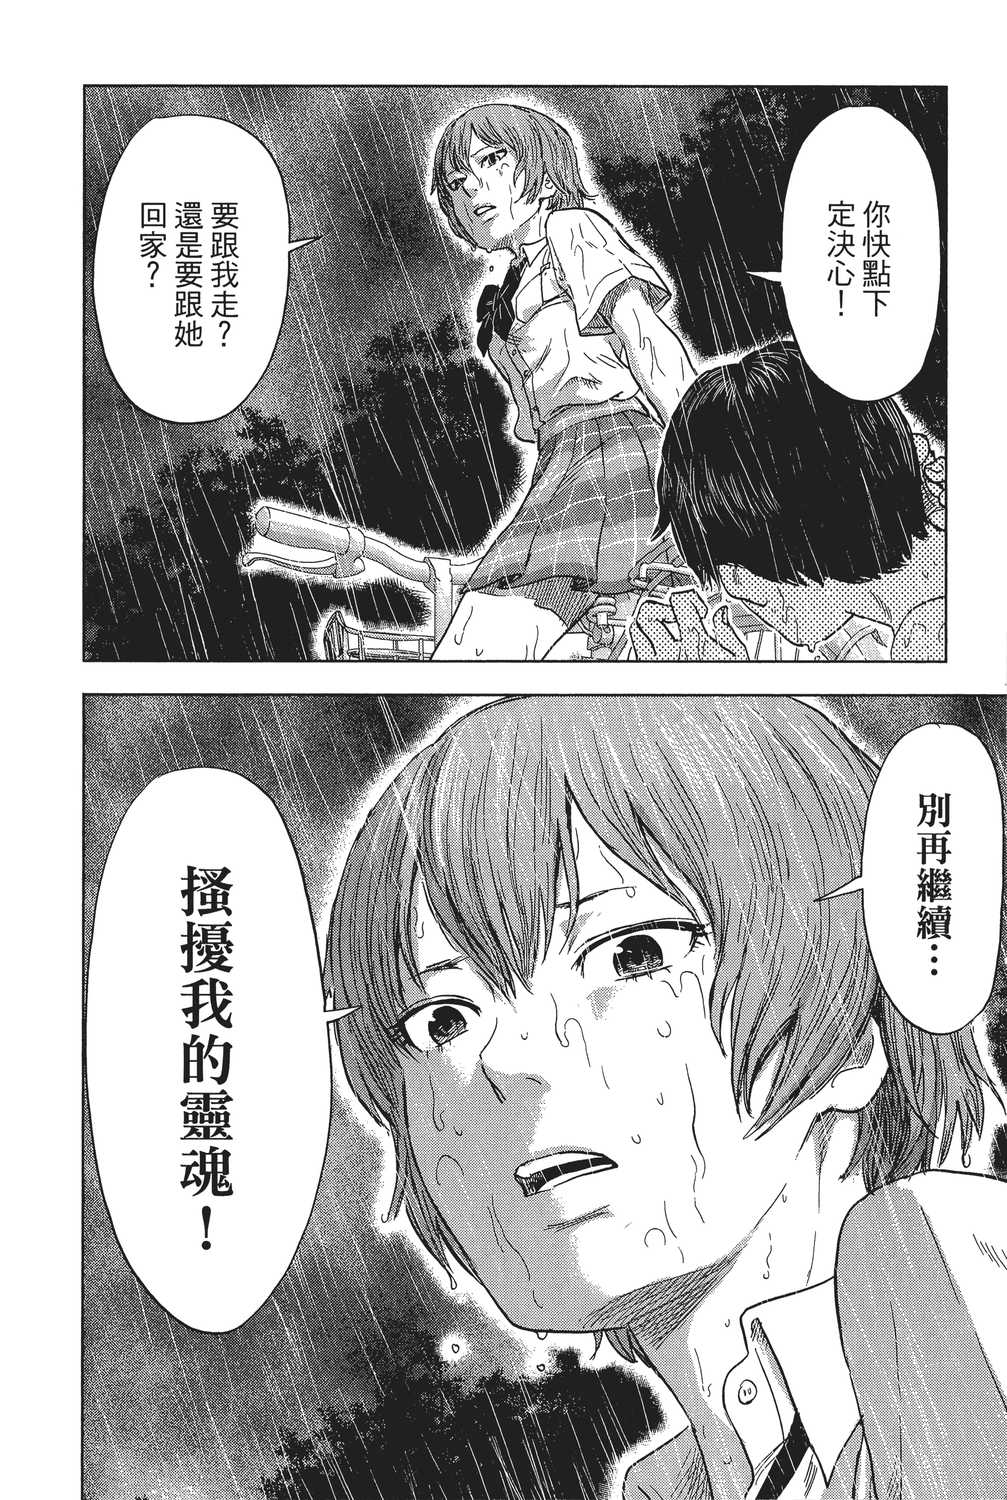 你快點下
定決心！
要跟我走？
還是要跟她
回家？
別再繼續…
搔擾我的靈魂！